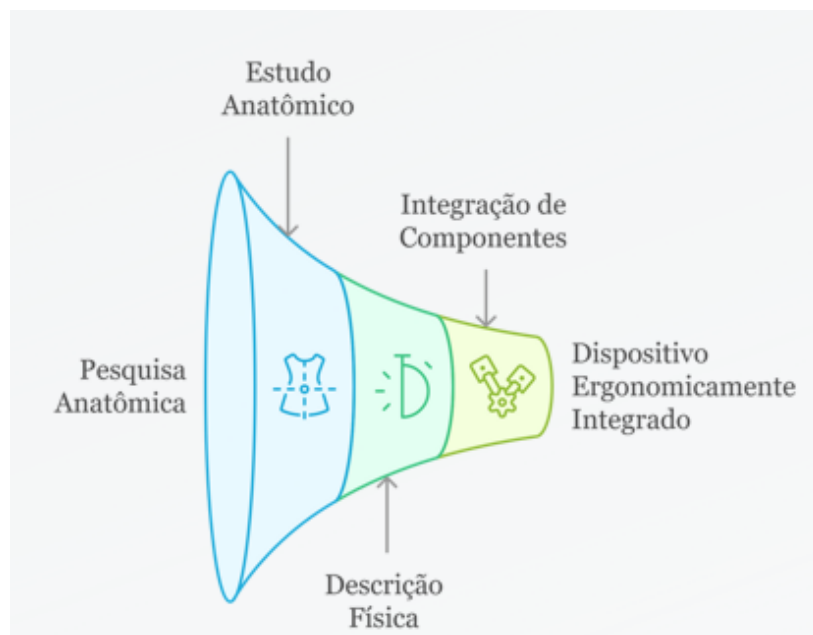 Estudo
Anatômico
Integração de
Componentes
Pesquisa
Anatômica
Dispositivo
Ergonomicamente
Integrado
Descrição
Física